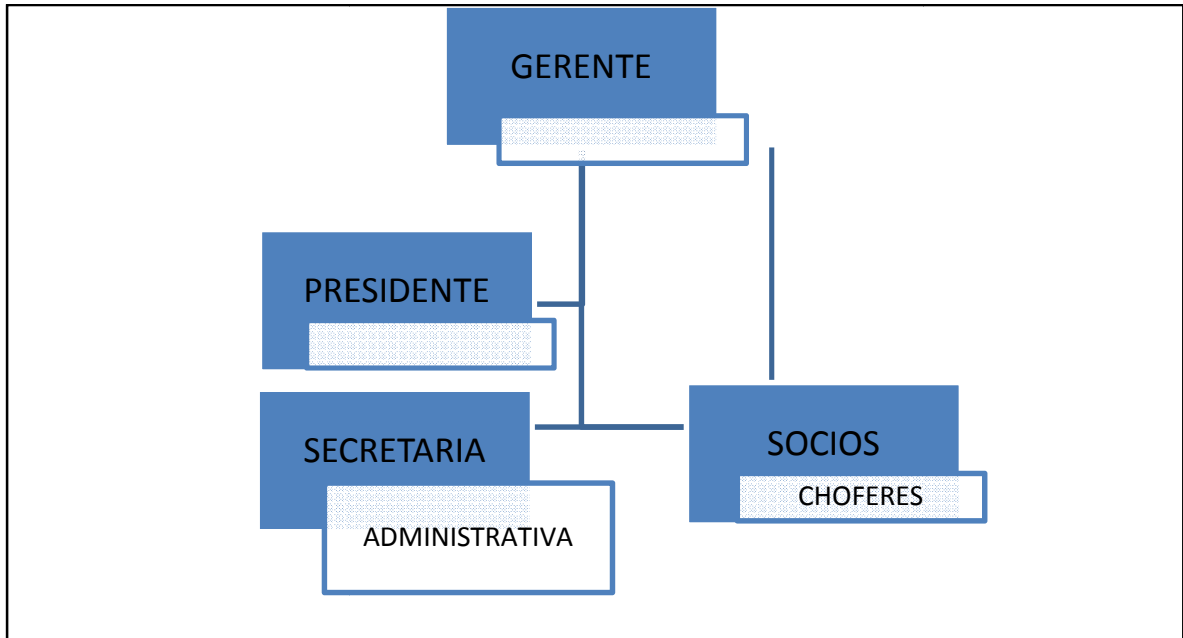 GERENTE
PRESIDENTE
SECRETARIA
ADMINISTRATIVA
SOCIOS
CHOFERES